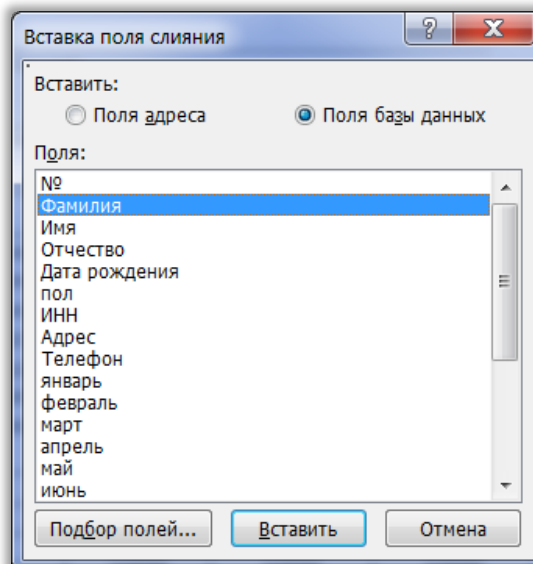 Вставка поля слияния
Вставить:
Поля адреса Поля базы данных
Поля:
№
Фамилия
Имя
Отчество
Дата рождения
пол
ИНН
Адрес
Телефон
январь
февраль
март
апрель
май
июнь
Подбор полей... Вставить Отмена